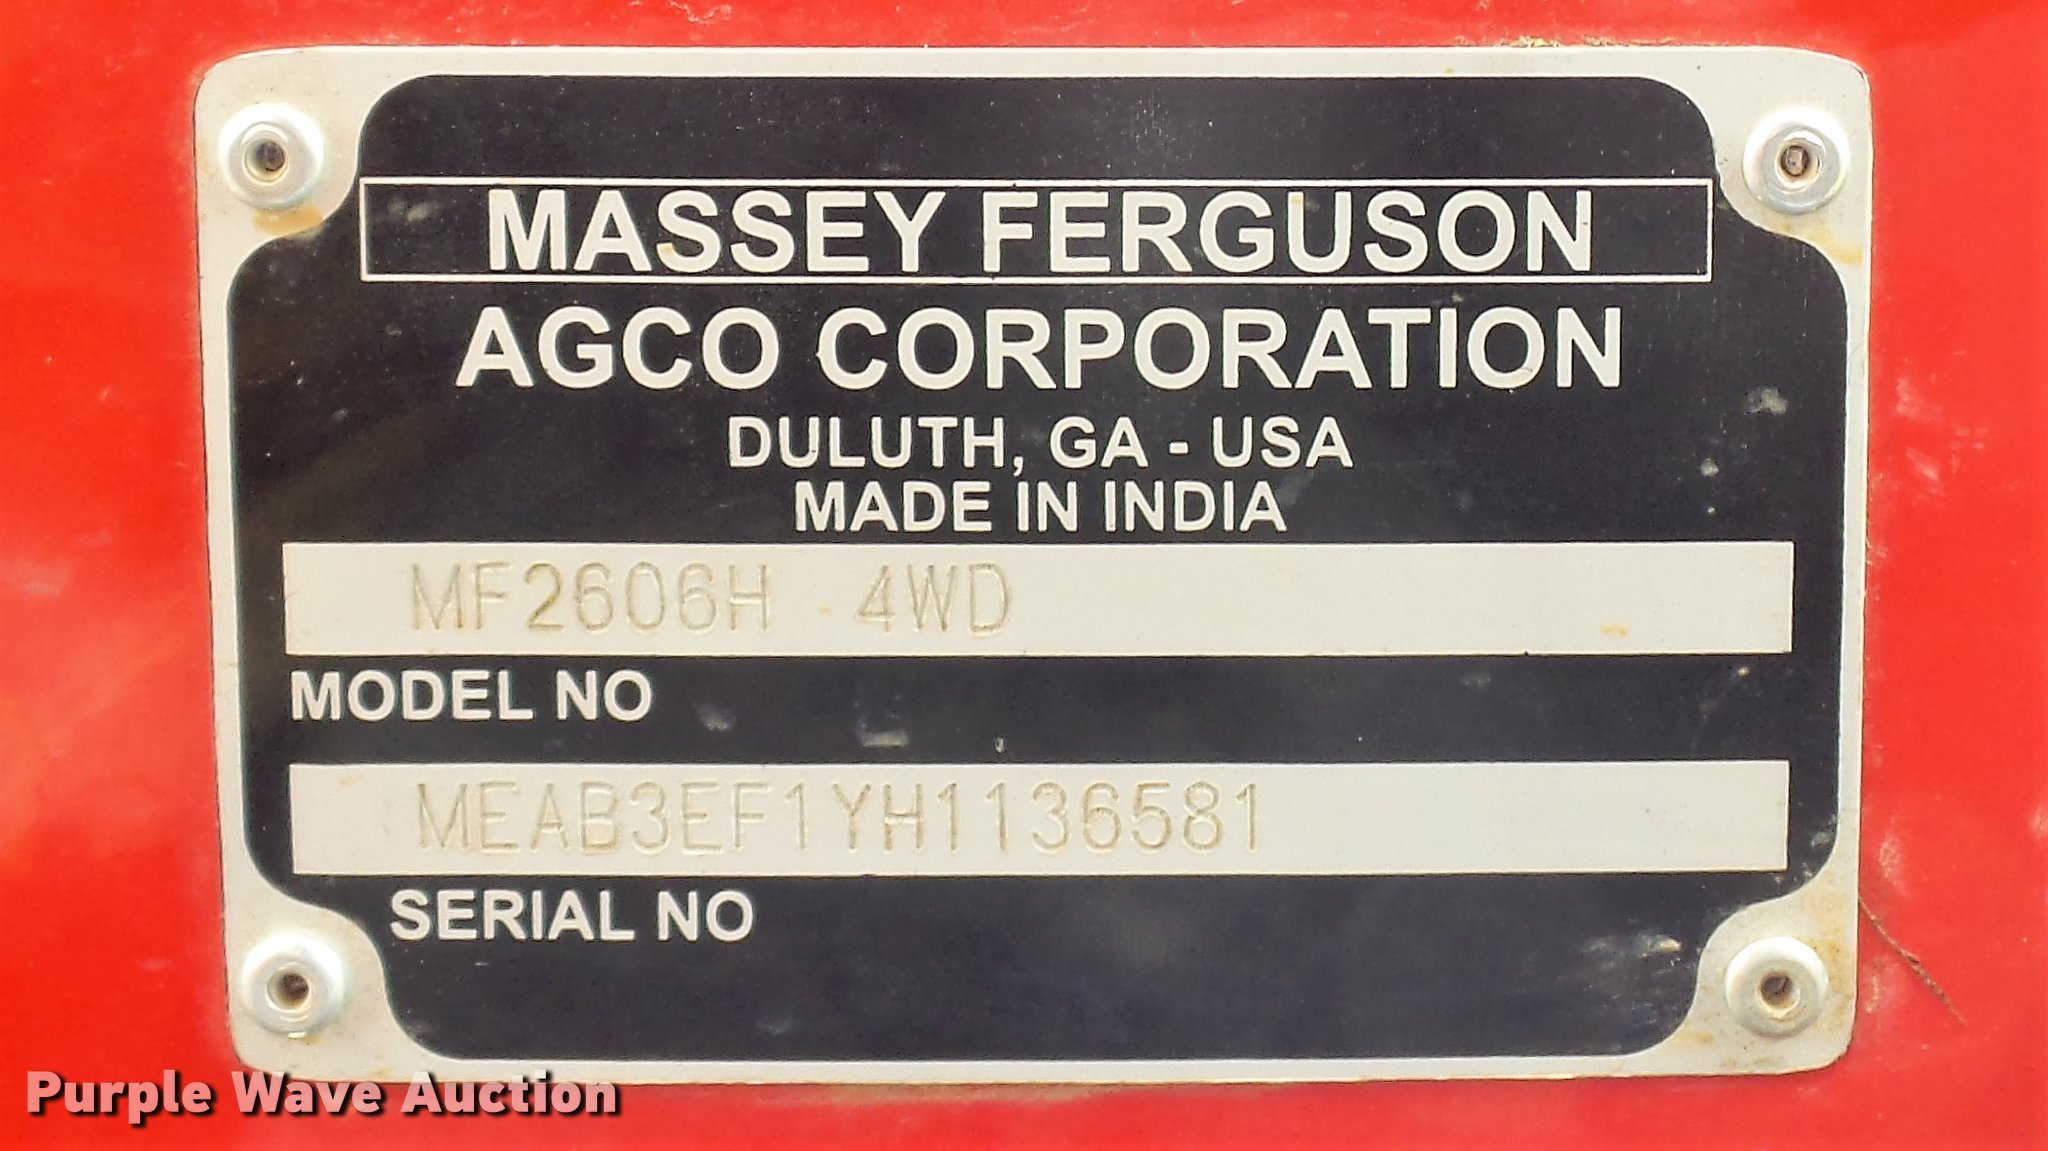 MASSEY FERGUSON
AGCO CORPORATION
DULUTH, GA - USA
MADE IN INDIA
MF2606H 4WD
MODEL NO
MEAB3EF1YH1136581
SERIAL NO
Purple Wave Auction